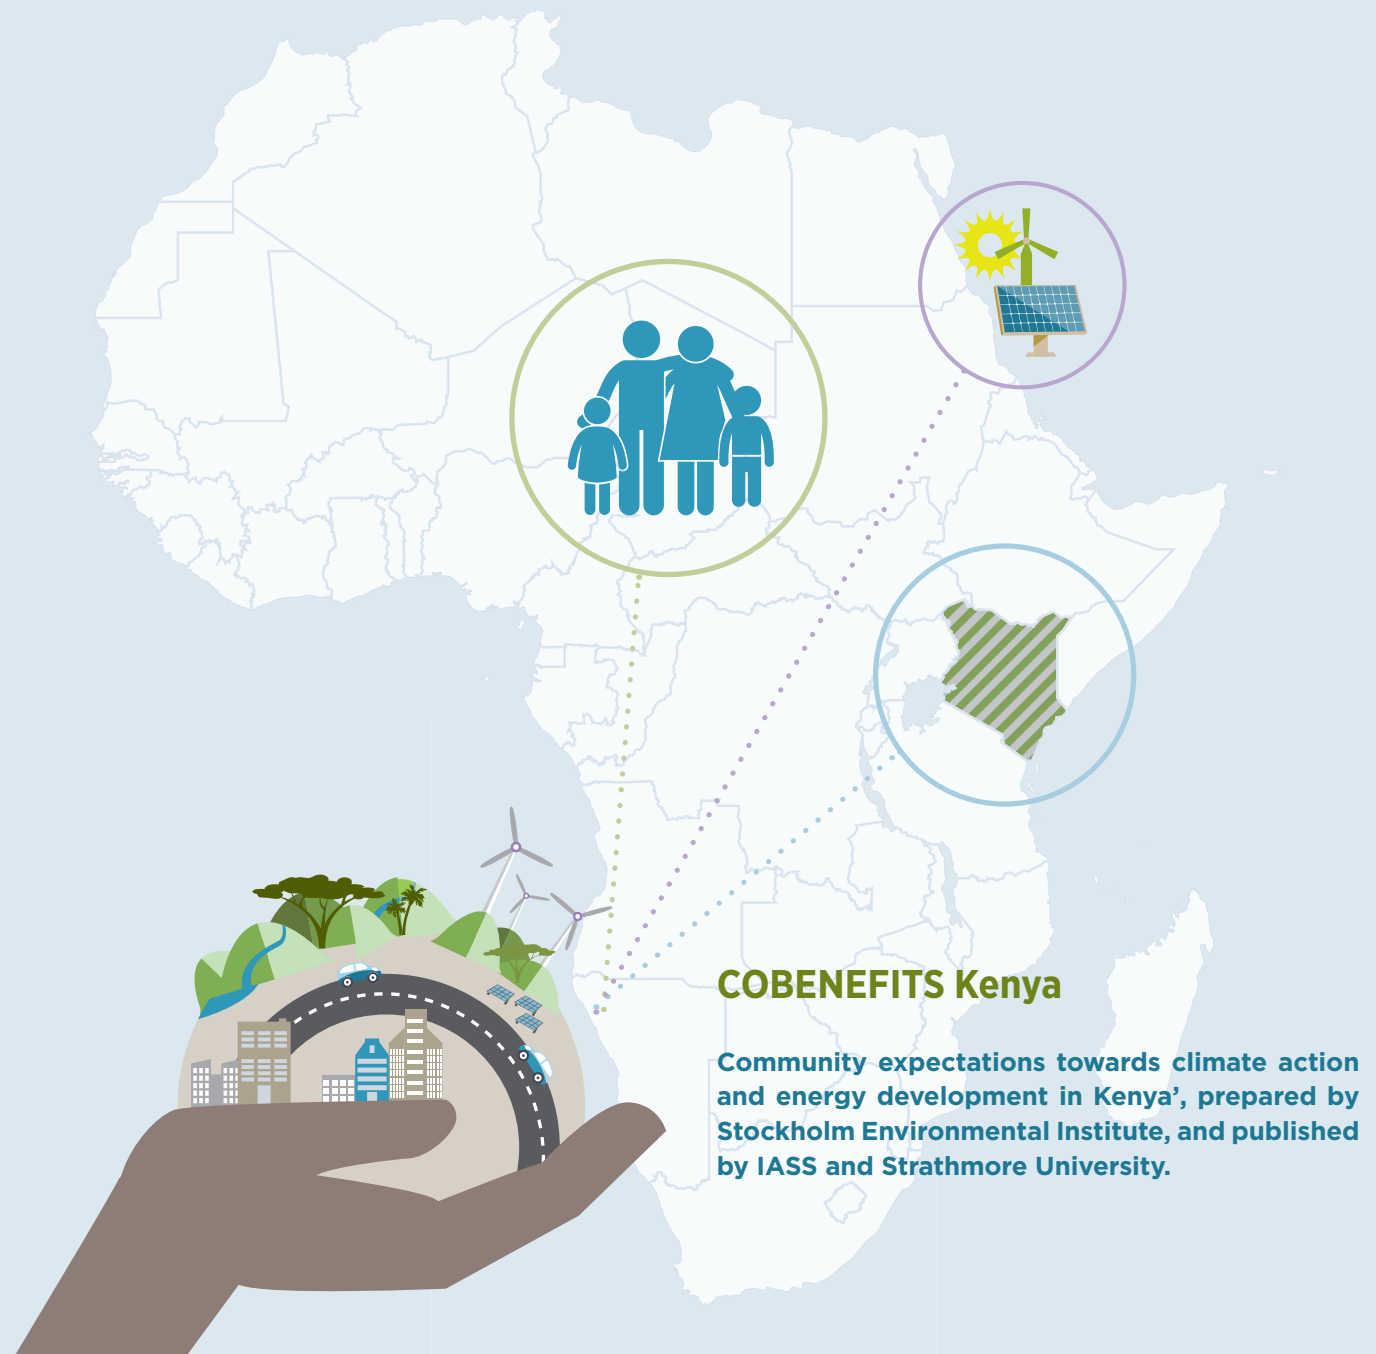 COBENEFITS Kenya
Community expectations towards climate action
and energy development in Kenya’, prepared by
Stockholm Environmental Institute, and published
by IASS and Strathmore University.